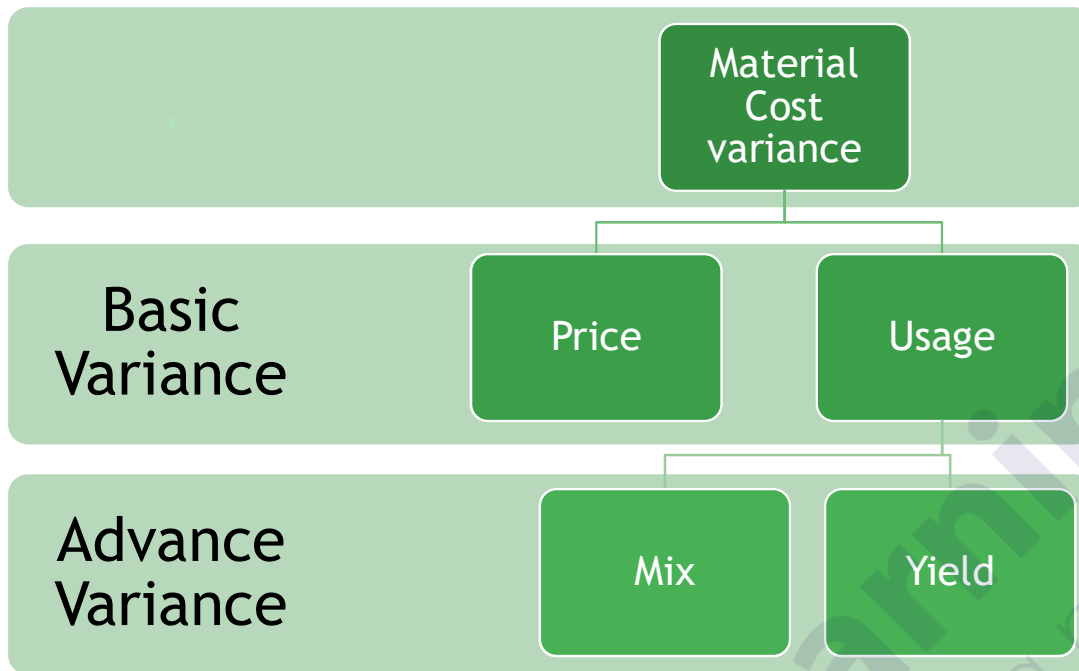 Material
Cost
variance
Basic
Variance
Price
Usage
Advance
Variance
Mix
Yield